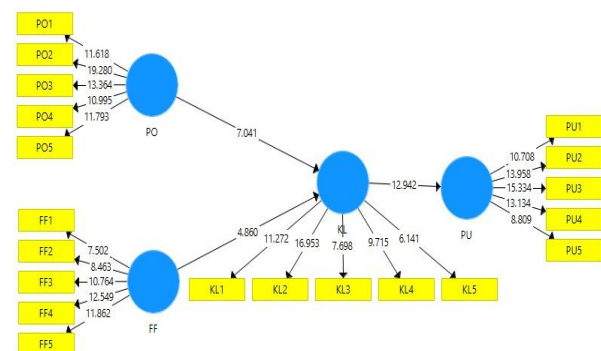 PO1
PO2
PO3
PO4
PO5
11.618
19.280
13.364
10.995
11.793
PO
7.041
FF1
FF2
FF3
FF4
FF5
7.502
8.463
10.764
12.549
11.862
FF
4.860
KL
12.942
11.272
16.953
7.698
9.715
6.141
KL1
KL2
KL3
KL4
KL5
PU
10.708
13.958
15.334
13.134
8.809
PU1
PU2
PU3
PU4
PU5